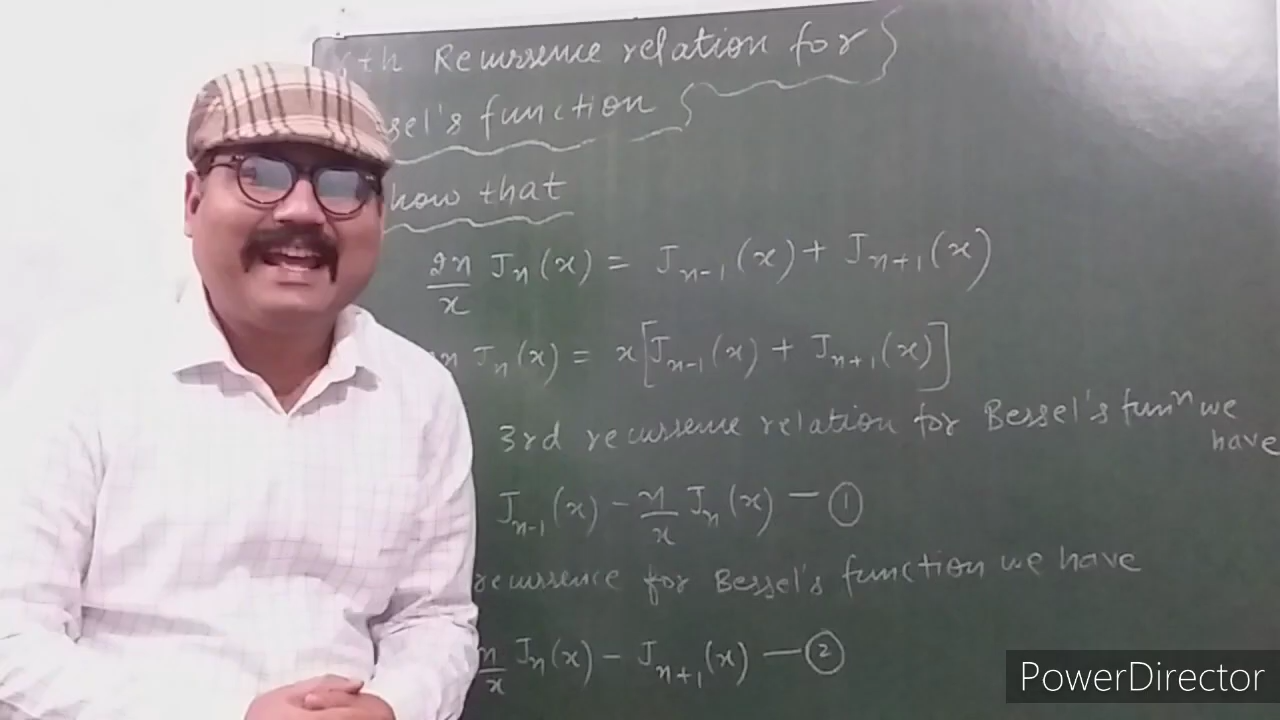 th Recurrence relation for
sel's function
how that
2n/x Jn(x) = Jn-1(x) + Jn+1(x)
n Jn(x) = x[Jn-1(x) + Jn+1(x)]
3rd recurrence relation for Bessel's funⁿ we
have
Jn-1(x) - n/x Jn(x) — ①
recurrence for Bessel's function we have
n/x Jn(x) - Jn+1(x) — ②
PowerDirector